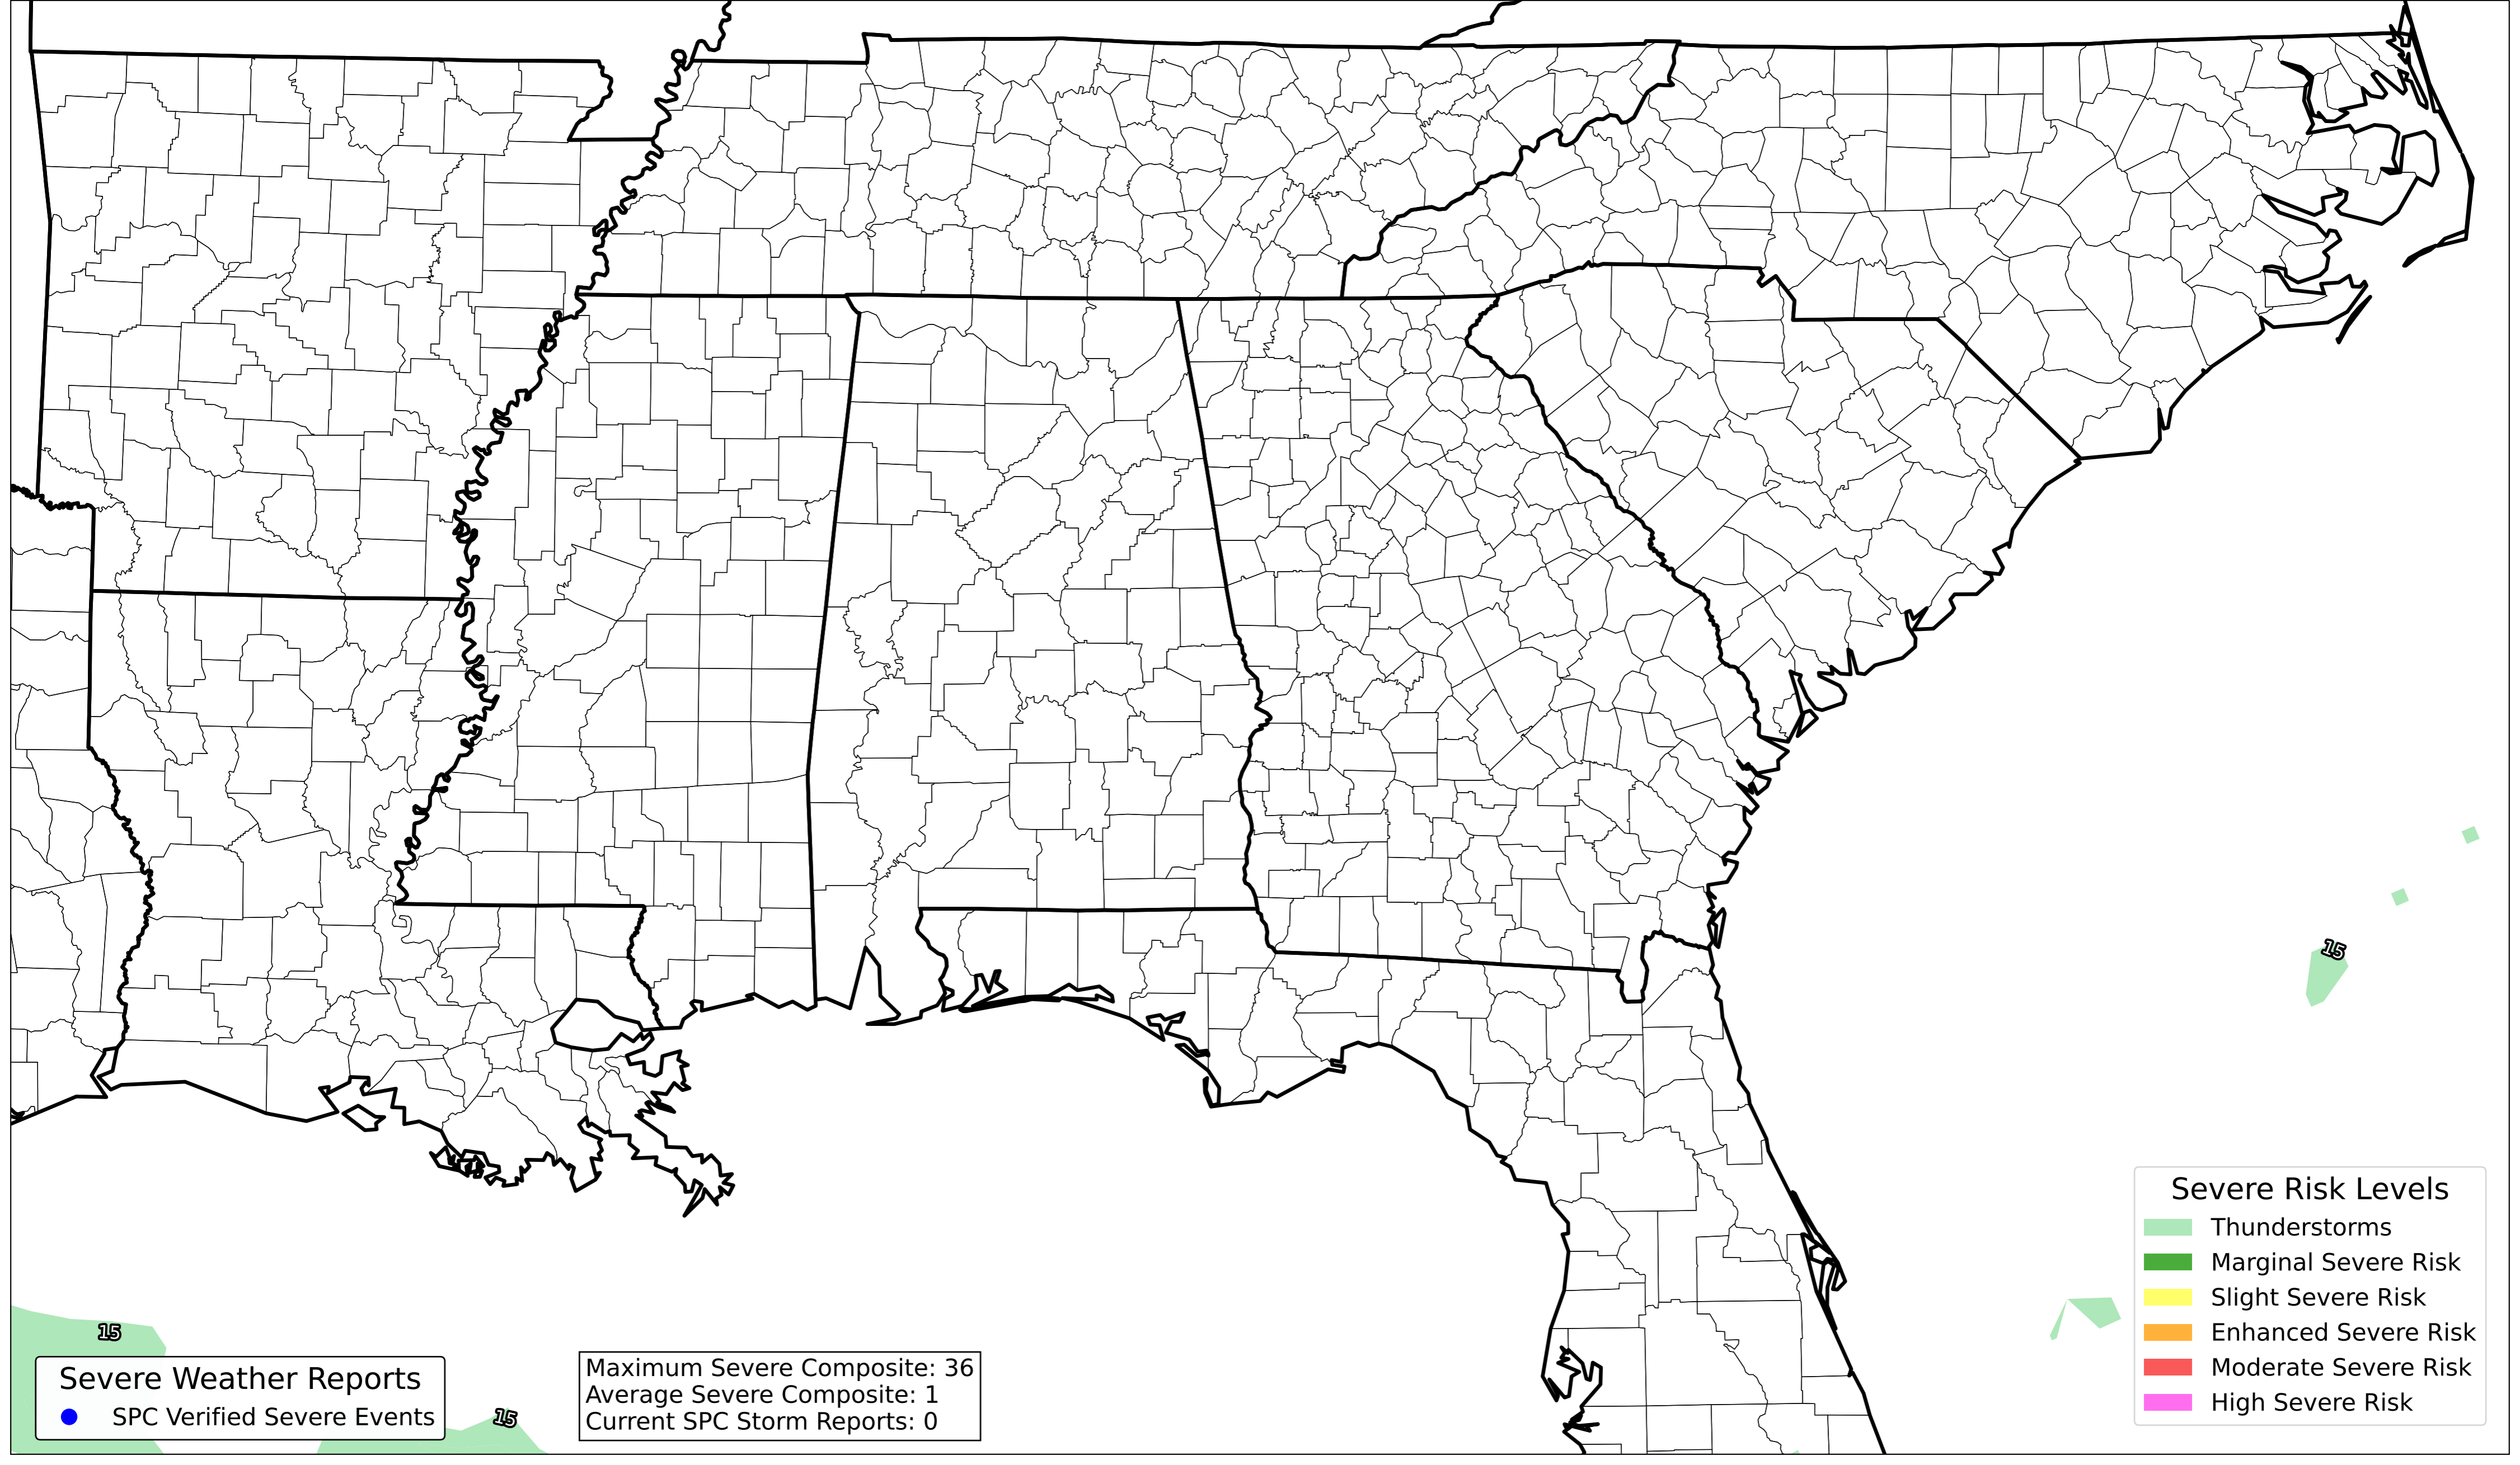 15
15
Severe Weather Reports
SPC Verified Severe Events
15
Maximum Severe Composite: 36
Average Severe Composite: 1
Current SPC Storm Reports: 0
Severe Risk Levels
Thunderstorms
Marginal Severe Risk
Slight Severe Risk
Enhanced Severe Risk
Moderate Severe Risk
High Severe Risk